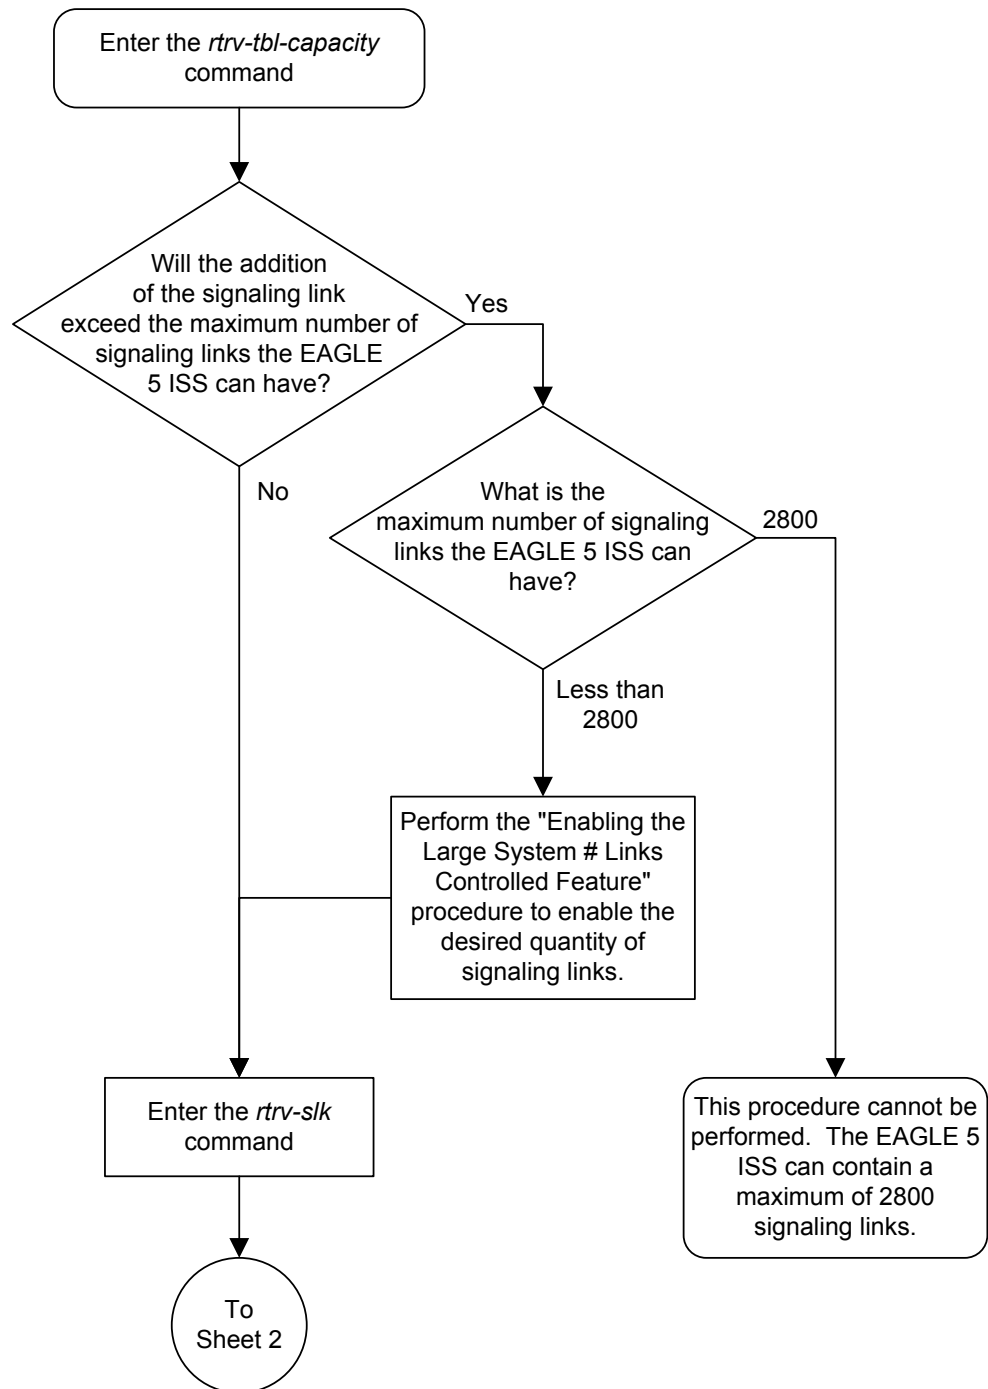 Enter the rtrv-tbl-capacity
command
Will the addition
of the signaling link
exceed the maximum number of
signaling links the EAGLE
5 ISS can have?
Yes
No
What is the
maximum number of signaling
links the EAGLE 5 ISS can
have?
2800
Less than
2800
Perform the "Enabling the
Large System # Links
Controlled Feature"
procedure to enable the
desired quantity of
signaling links.
Enter the rtrv-slk
command
This procedure cannot be
performed. The EAGLE 5
ISS can contain a
maximum of 2800
signaling links.
To
Sheet 2